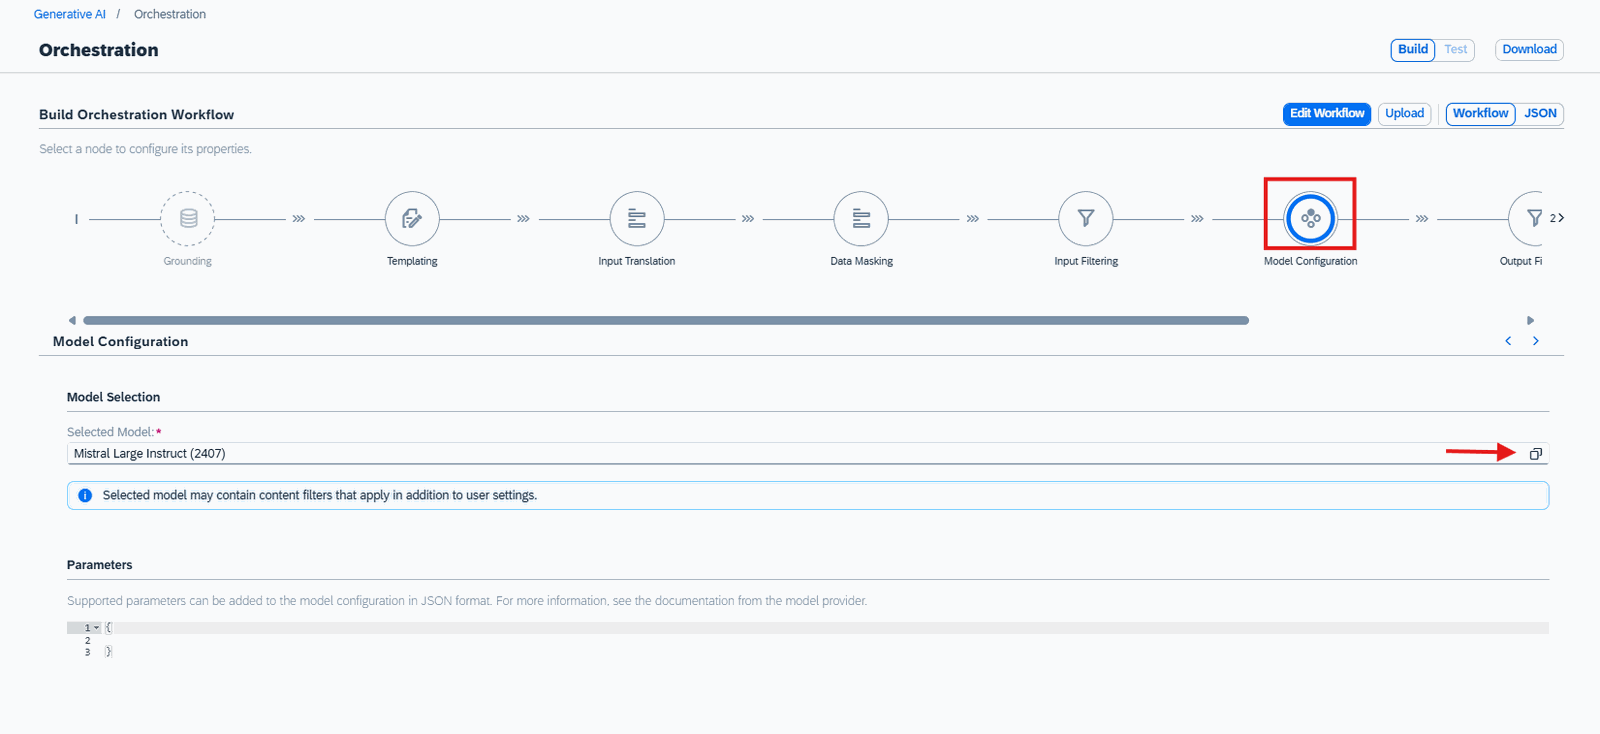 Generative AI / Orchestration
Orchestration
Build Test Download
Build Orchestration Workflow
Edit Workflow Upload Workflow JSON
Select a node to configure its properties.
2
Grounding Templating Input Translation Data Masking Input Filtering Model Configuration Output Fi
Model Configuration
Model Selection
Selected Model:*
Mistral Large Instruct (2407)
Selected model may contain content filters that apply in addition to user settings.
Parameters
Supported parameters can be added to the model configuration in JSON format. For more information, see the documentation from the model provider.
1 {
2
3 }